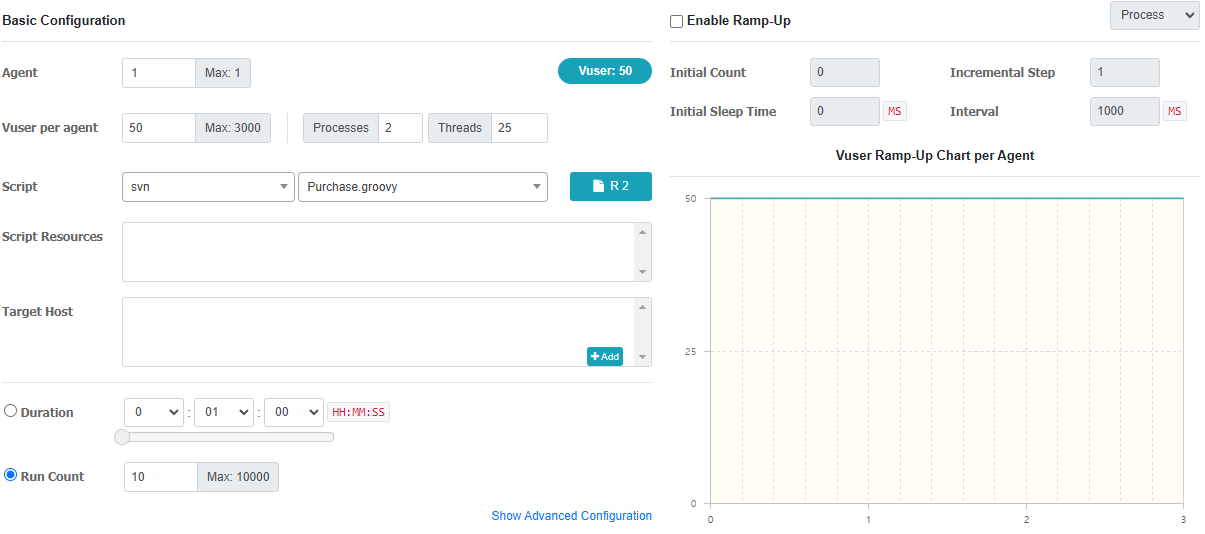 Basic Configuration
Agent 1 Max: 1 Vuser: 50
Vuser per agent 50 Max: 3000 Processes 2 Threads 25
Script svn Purchase.groovy R 2
Script Resources
Target Host
Add
Duration 0 : 01 : 00 HH:MM:SS
Run Count 10 Max: 10000
Show Advanced Configuration
Enable Ramp-Up Process
Initial Count 0 Incremental Step 1
Initial Sleep Time 0 MS Interval 1000 MS
Vuser Ramp-Up Chart per Agent
50
25
0
0 1 2 3